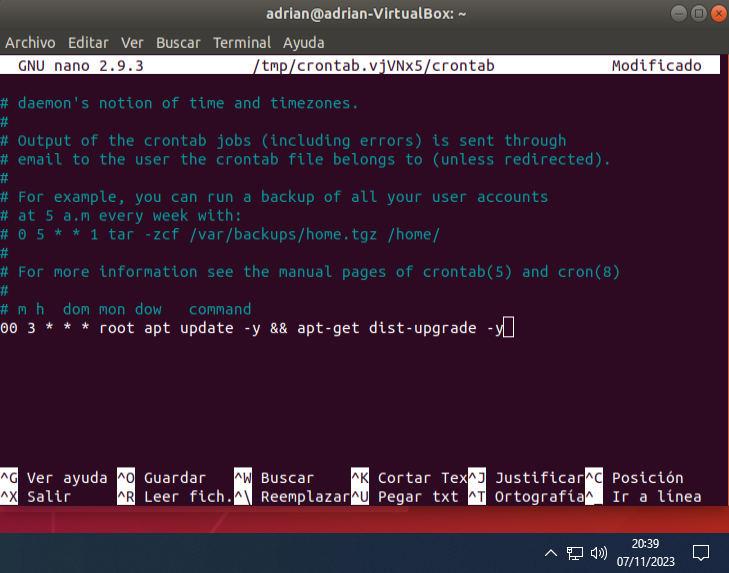 adrian@adrian-VirtualBox: ~
Archivo Editar Ver Buscar Terminal Ayuda
GNU nano 2.9.3 /tmp/crontab.vjVNx5/crontab Modificado
# daemon's notion of time and timezones.
#
# Output of the crontab jobs (including errors) is sent through
# email to the user the crontab file belongs to (unless redirected).
#
# For example, you can run a backup of all your user accounts
# at 5 a.m every week with:
# 0 5 * * 1 tar -zcf /var/backups/home.tgz /home/
#
# For more information see the manual pages of crontab(5) and cron(8)
#
# m h  dom mon dow   command
00 3 * * * root apt update -y && apt-get dist-upgrade -y
^G Ver ayuda ^O Guardar ^W Buscar ^K Cortar Tex^J Justificar^C Posición
^X Salir ^R Leer fich.^\ Reemplazar^U Pegar txt ^T Ortografía^_ Ir a línea
20:39
07/11/2023